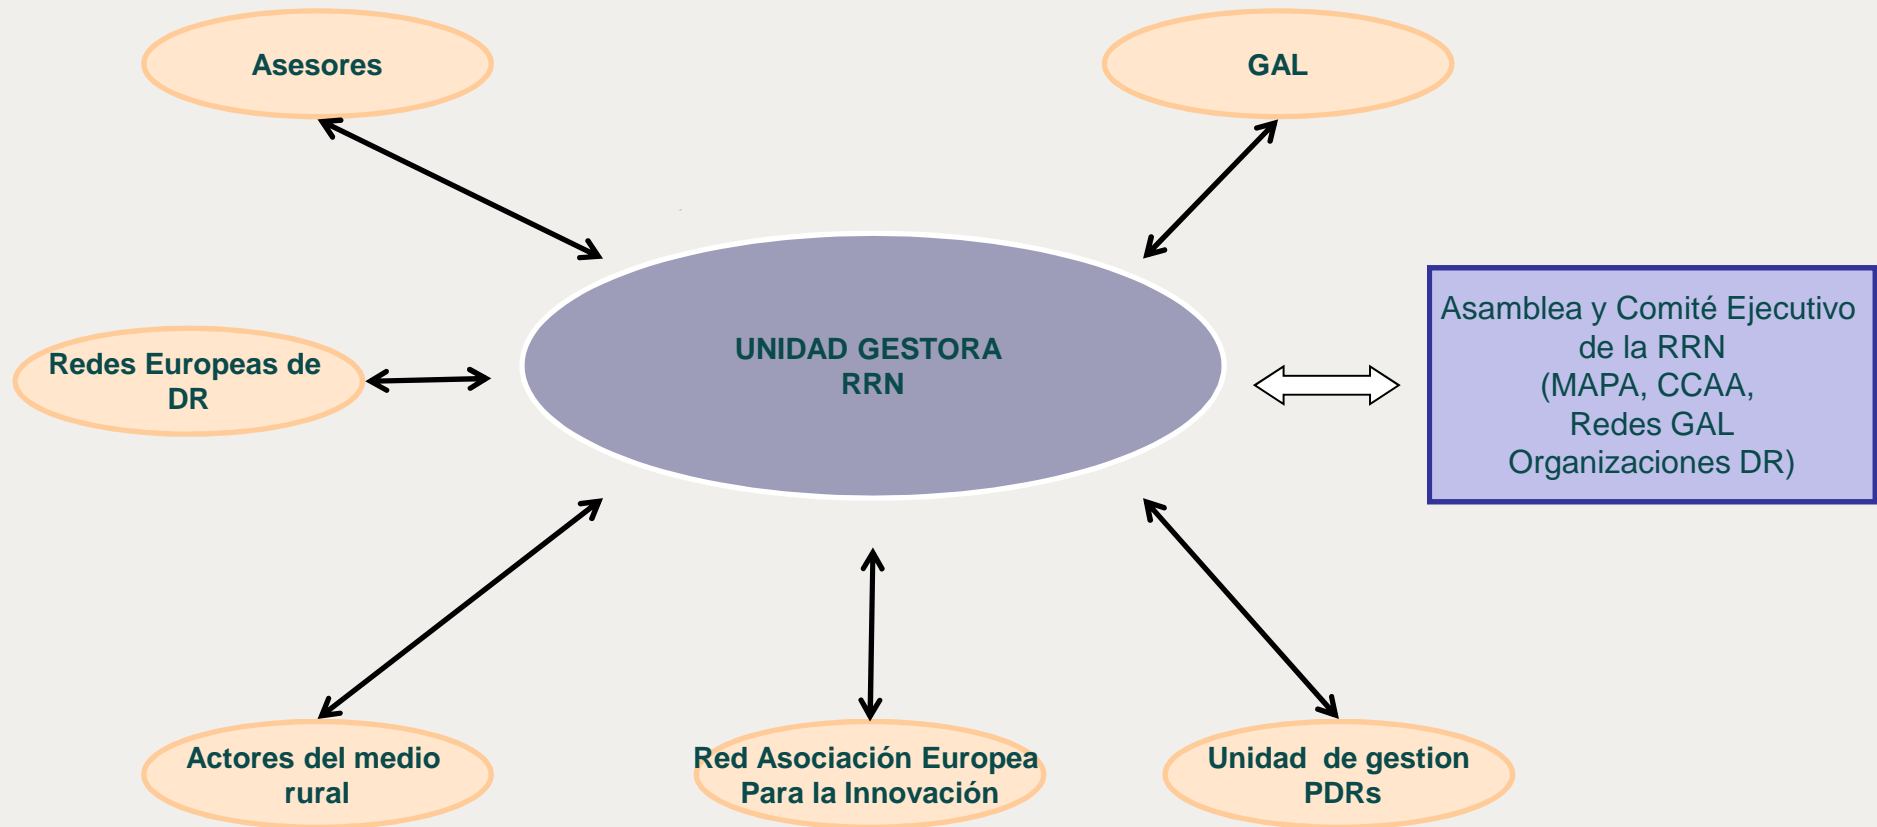 Asesores
GAL
UNIDAD GESTORA
RRN
Asamblea y Comité Ejecutivo
de la RRN
(MAPA, CCAA,
Redes GAL
Organizaciones DR)
Redes Europeas de
DR
Actores del medio
rural
Red Asociación Europea
Para la Innovación
Unidad  de gestion
PDRs